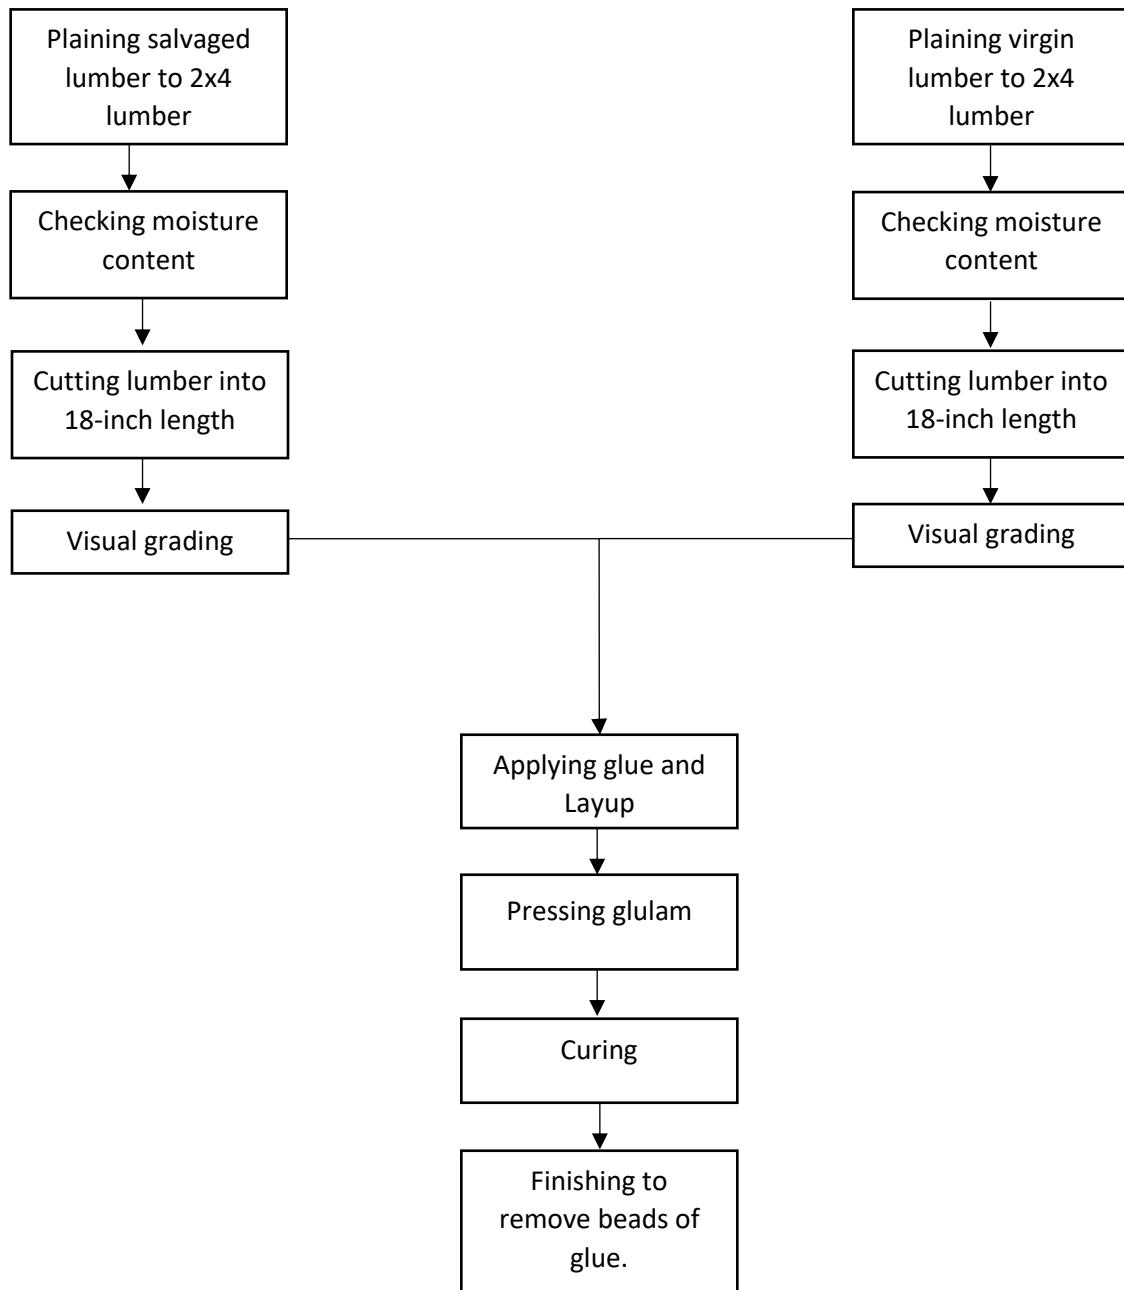 Plaining salvaged
lumber to 2x4
lumber
Checking moisture
content
Cutting lumber into
18-inch length
Visual grading
Plaining virgin
lumber to 2x4
lumber
Checking moisture
content
Cutting lumber into
18-inch length
Visual grading
Applying glue and
Layup
Pressing glulam
Curing
Finishing to
remove beads of
glue.